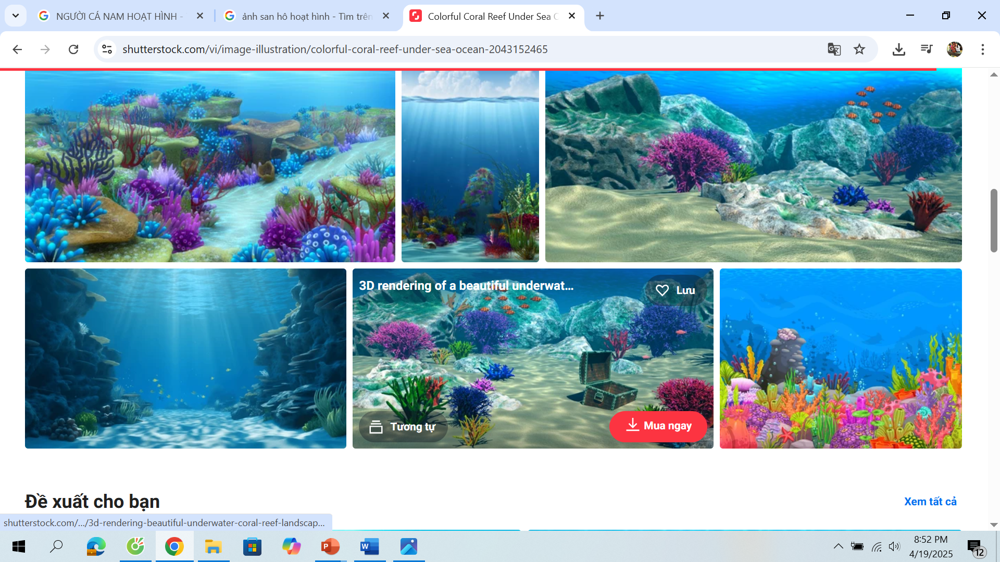 NGƯỜI CÁ NAM HOẠT HÌNH -
ảnh san hô hoạt hình - Tìm trên
Colorful Coral Reef Under Sea O
shutterstock.com/vi/image-illustration/colorful-coral-reef-under-sea-ocean-2043152465
3D rendering of a beautiful underwat...
Lưu
Tương tự
Mua ngay
Đề xuất cho bạn
Xem tất cả
shutterstock.com/.../3d-rendering-beautiful-underwater-coral-reef-landscap...
8:52 PM
4/19/2025
12